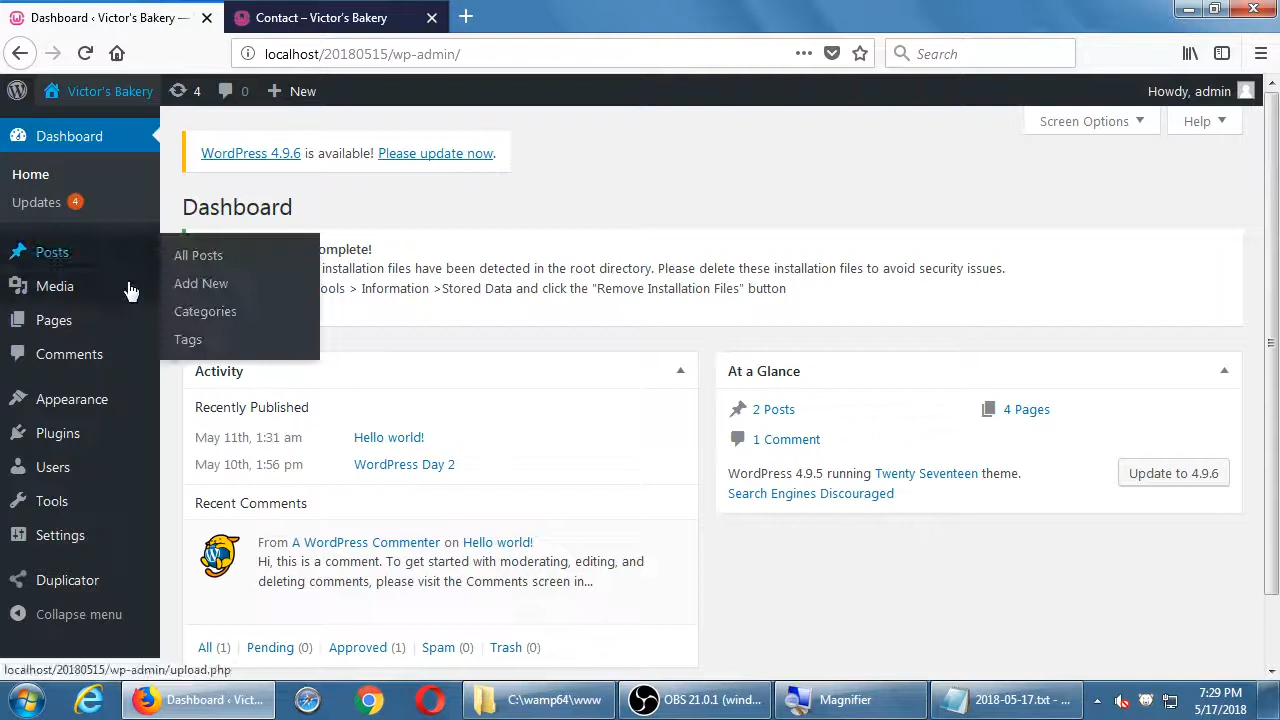 Dashboard ‹ Victor's Bakery —
Contact – Victor's Bakery
localhost/20180515/wp-admin/
Search
Victor's Bakery
4
0
New
Howdy, admin
Dashboard
Home
Updates 4
Posts
Media
Pages
Comments
Appearance
Plugins
Users
Tools
Settings
Duplicator
Collapse menu
All Posts
Add New
Categories
Tags
Screen Options
Help
WordPress 4.9.6 is available! Please update now.
Dashboard
omplete!
installation files have been detected in the root directory. Please delete these installation files to avoid security issues.
ools > Information >Stored Data and click the "Remove Installation Files" button
Activity
Recently Published
May 11th, 1:31 am Hello world!
May 10th, 1:56 pm WordPress Day 2
Recent Comments
From A WordPress Commenter on Hello world!
Hi, this is a comment. To get started with moderating, editing, and
deleting comments, please visit the Comments screen in...
All (1) | Pending (0) | Approved (1) | Spam (0) | Trash (0)
At a Glance
2 Posts
4 Pages
1 Comment
WordPress 4.9.5 running Twenty Seventeen theme.
Update to 4.9.6
Search Engines Discouraged
localhost/20180515/wp-admin/upload.php
Dashboard ‹ Vict...
C:\wamp64\www
OBS 21.0.1 (wind...
Magnifier
2018-05-17.txt - ...
7:29 PM
5/17/2018